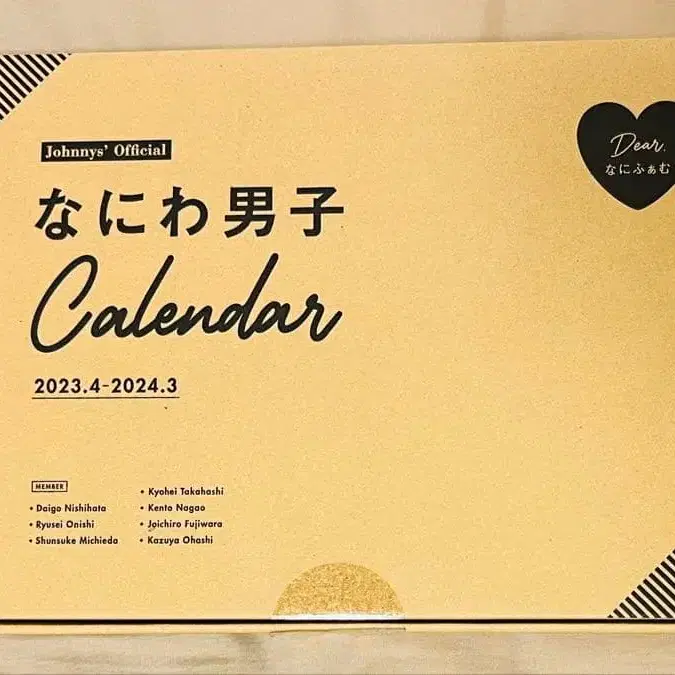 Johnnys' Official
なにわ男子
Calendar
2023.4-2024.3
Dear.
なにふぁむ
MEMBER
• Daigo Nishihata
• Ryusei Onishi
• Shunsuke Michieda
• Kyohei Takahashi
• Kento Nagao
• Joichiro Fujiwara
• Kazuya Ohashi